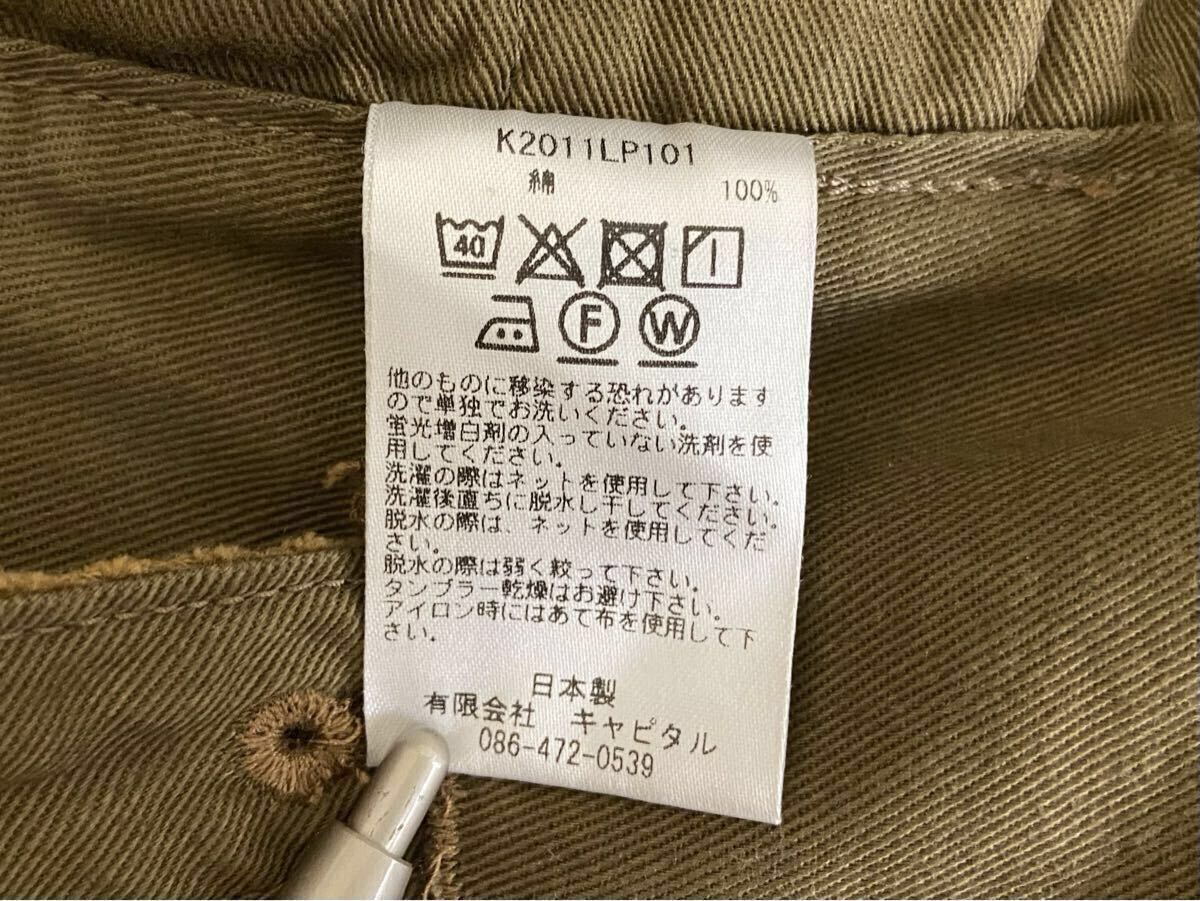 K2011LP101
綿 100%
40
F W
他のものに移染する恐れがあります
ので単独でお洗いください。
蛍光増白剤の入っていない洗剤を使
用してください。
洗濯の際はネットを使用して下さい。
洗濯後直ちに脱水し干してください。
脱水の際は、ネットを使用してくだ
さい。
脱水の際は弱く絞って下さい。
タンブラー乾燥はお避け下さい。
アイロン時にはあて布を使用して下
さい。
日本製
有限会社 キャピタル
086-472-0539